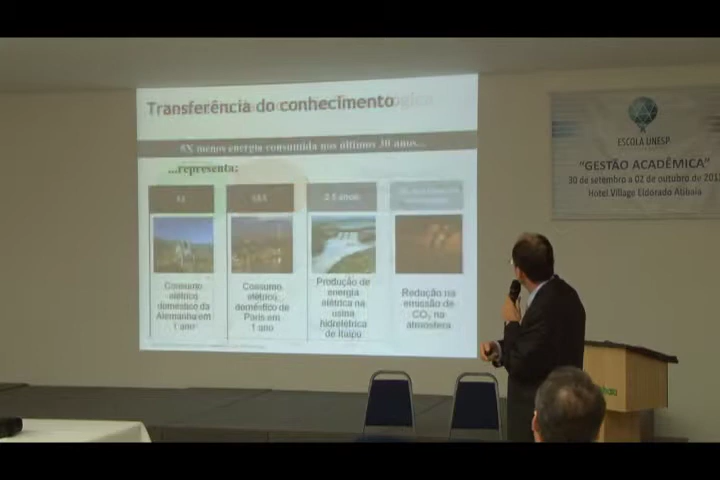 Transferência do conhecimento
6X menos energia consumida nos últimos 30 anos...
...representa:
2.5 anos
Consumo
elétrico
doméstico da
Alemanha em
1 ano
Consumo
elétrico
doméstico de
Paris em
1 ano
Produção de
energia
elétrica na
usina
hidrelétrica
de Itaipu
Redução na
emissão de
CO₂ na
atmosfera
ESCOLA UNESP
"GESTÃO ACADÊMICA"
30 de setembro a 02 de outubro de
Hotel Village Eldorado Atibaia